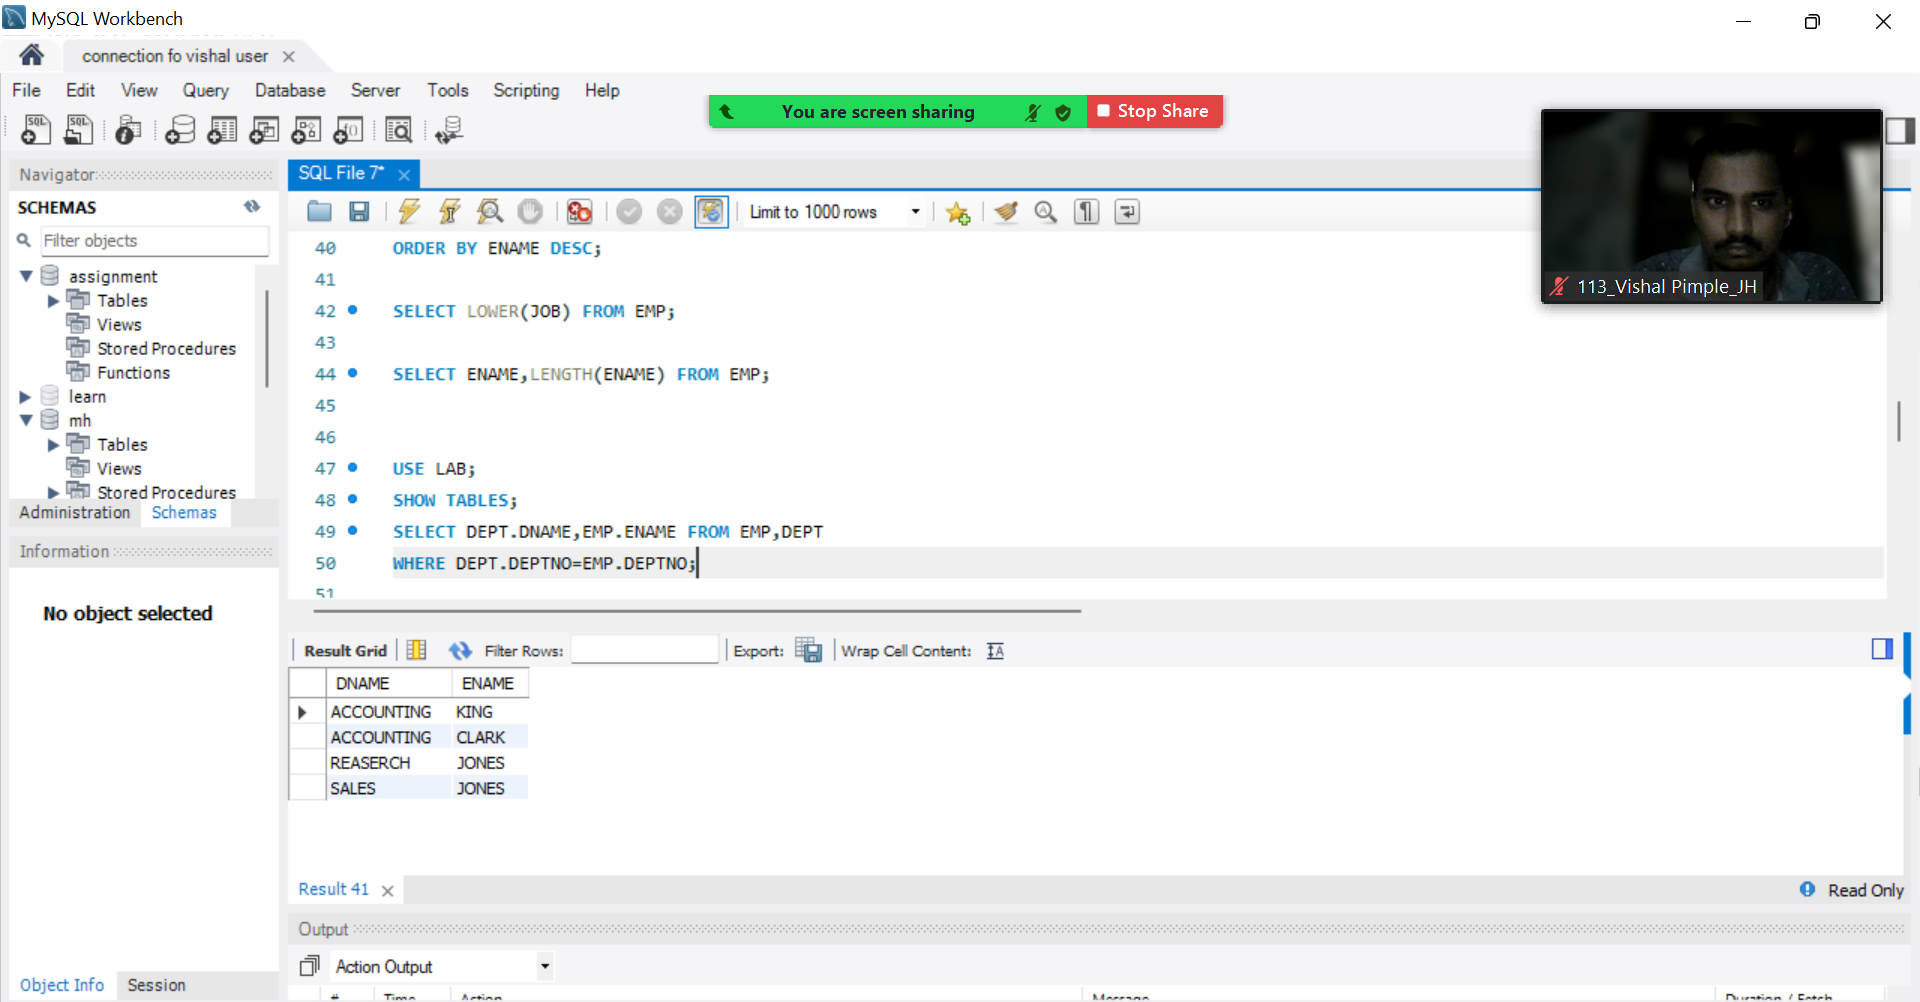 MySQL Workbench
connection fo vishal user
File Edit View Query Database Server Tools Scripting Help
You are screen sharing Stop Share
Navigator
SQL File 7*
SCHEMAS
Limit to 1000 rows
Filter objects
113_Vishal Pimple_JH
assignment
Tables
Views
Stored Procedures
Functions
learn
mh
Tables
Views
Stored Procedures
Administration Schemas
Information
No object selected
40 ORDER BY ENAME DESC;
41
42 SELECT LOWER(JOB) FROM EMP;
43
44 SELECT ENAME,LENGTH(ENAME) FROM EMP;
45
46
47 USE LAB;
48 SHOW TABLES;
49 SELECT DEPT.DNAME,EMP.ENAME FROM EMP,DEPT
50 WHERE DEPT.DEPTNO=EMP.DEPTNO;
51
Result Grid Filter Rows: Export: Wrap Cell Content:
DNAME ENAME
ACCOUNTING KING
ACCOUNTING CLARK
REASERCH JONES
SALES JONES
Result 41 Read Only
Output
Action Output
Object Info Session
# Time Action Message Duration / Fetch